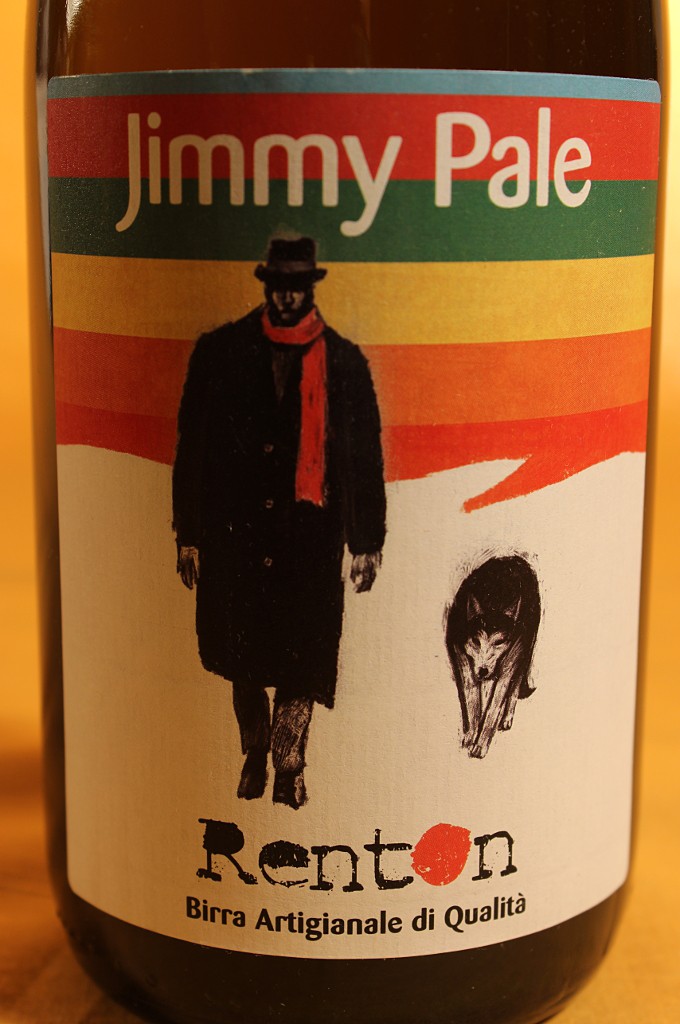 Jimmy Pale
Renton
Birra Artigianale di Qualità